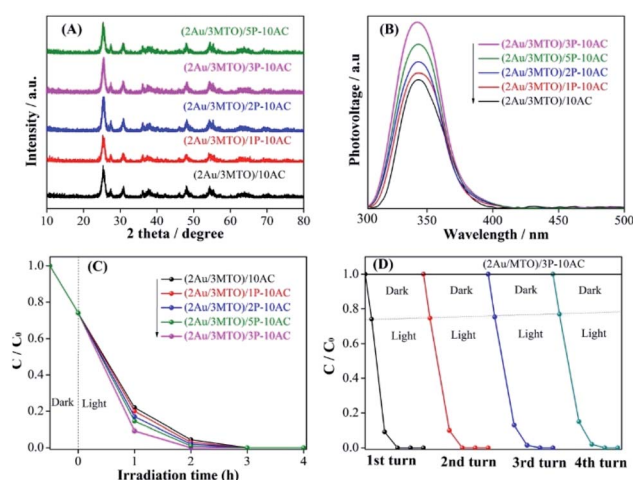 (A)
(2Au/3MTO)/5P-10AC
(2Au/3MTO)/3P-10AC
(2Au/3MTO)/2P-10AC
(2Au/3MTO)/1P-10AC
(2Au/3MTO)/10AC
Intensity / a.u.
10 20 30 40 50 60 70 80
2 theta / degree
(B)
(2Au/3MTO)/3P-10AC
(2Au/3MTO)/5P-10AC
(2Au/3MTO)/2P-10AC
(2Au/3MTO)/1P-10AC
(2Au/3MTO)/10AC
Photovoltage / a.u.
300 350 400 450 500
Wavelength / nm
(C)
(2Au/3MTO)/10AC
(2Au/3MTO)/1P-10AC
(2Au/3MTO)/2P-10AC
(2Au/3MTO)/5P-10AC
(2Au/3MTO)/3P-10AC
C / C0
1.0
0.8
0.6
0.4
0.2
0.0
Dark Light
0 1 2 3 4
Irradiation time (h)
(D)
(2Au/MTO)/3P-10AC
C / C0
1.0
0.8
0.6
0.4
0.2
0.0
Dark Dark Dark Dark
Light Light Light Light
1st turn 2nd turn 3rd turn 4th turn